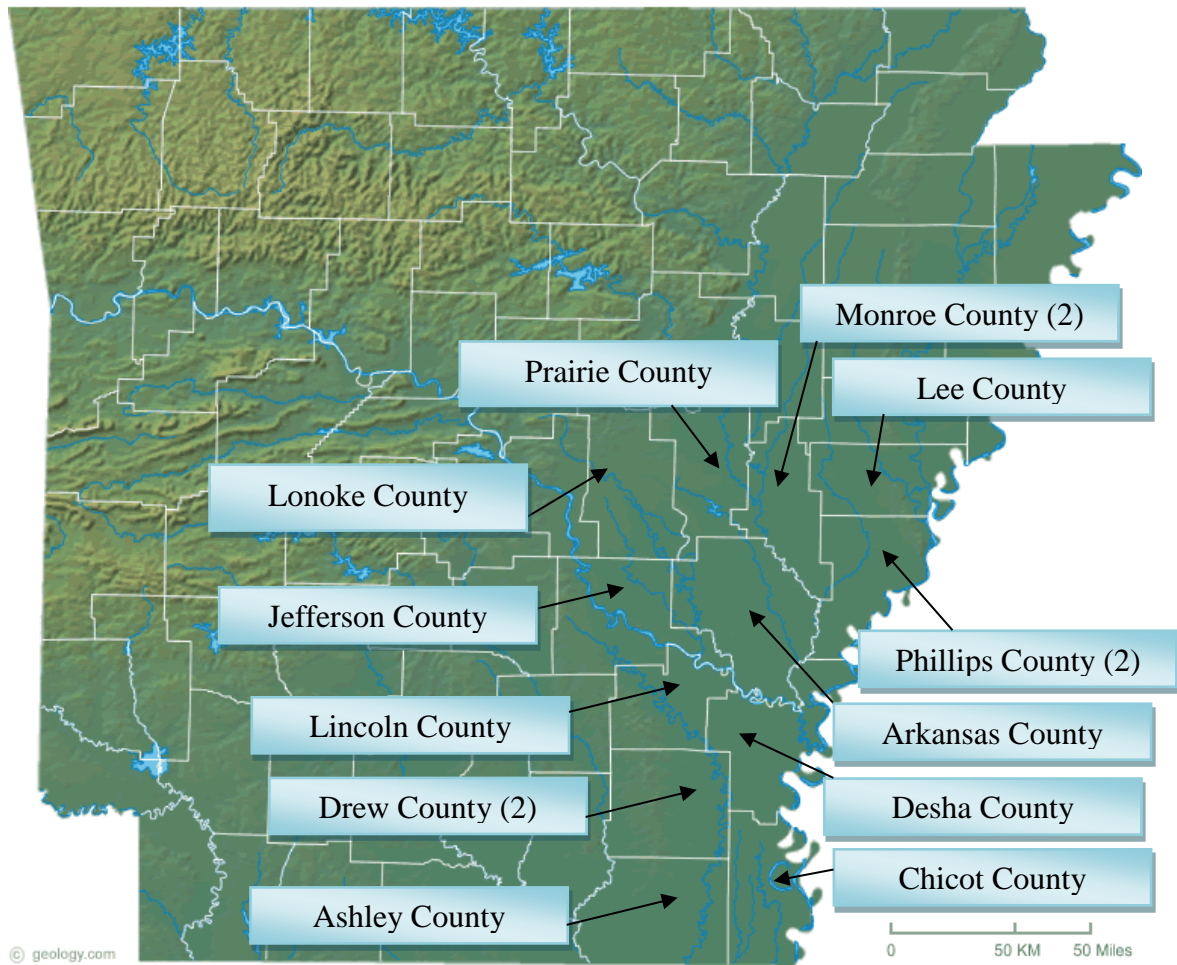 Monroe County (2)
Prairie County
Lee County
Lonoke County
Jefferson County
Phillips County (2)
Lincoln County
Arkansas County
Drew County (2)
Desha County
Chicot County
Ashley County
0 50 KM 50 Miles
© geology.com